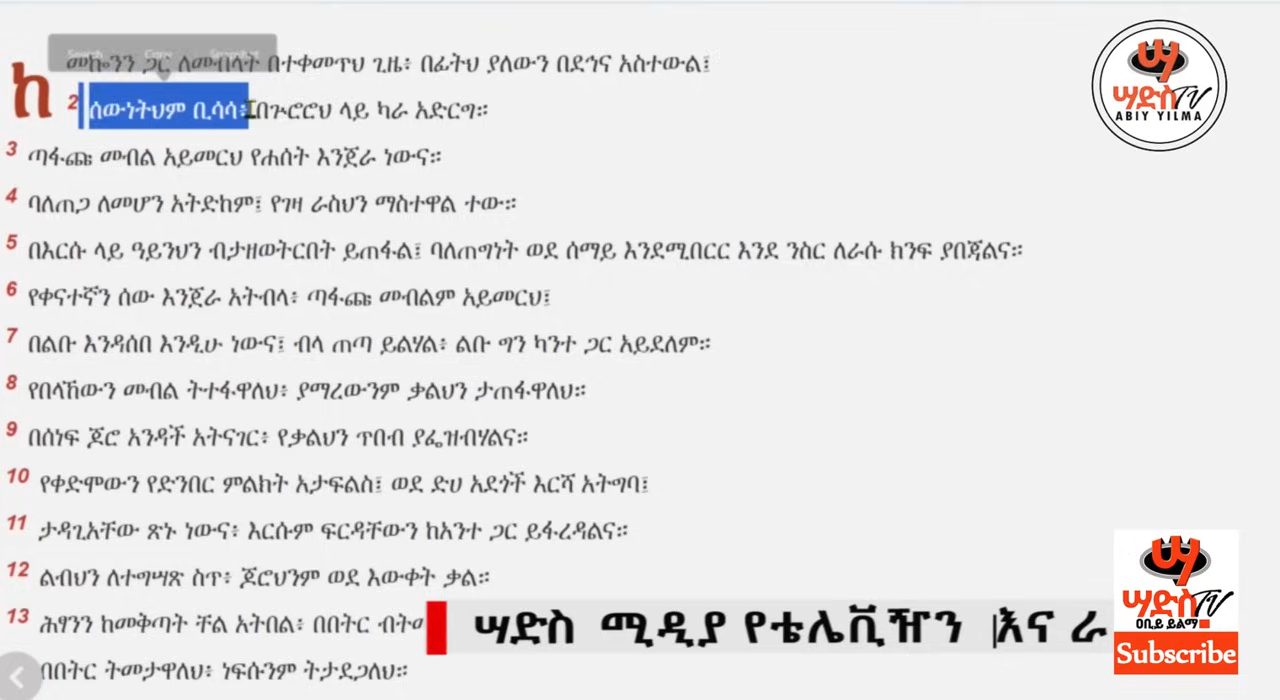 ከ መኰንን ጋር ለመብላት በተቀመጥህ ጊዜ፥ በፊትህ ያለውን በደኅና አስተውል፤
2 ሰውነትህም ቢሳሳ፥ በጕሮሮህ ላይ ካራ አድርግ።
3 ጣፋጩ መብል አይመርህ የሐሰት እንጀራ ነውና።
4 ባለጠጋ ለመሆን አትድከም፤ የገዛ ራስህን ማስተዋል ተው።
5 በእርሱ ላይ ዓይንህን ብታዘወትርበት ይጠፋል፤ ባለጠግነት ወደ ሰማይ እንደሚበርር እንደ ንስር ለራሱ ክንፍ ያበጃልና።
6 የቀናተኛን ሰው እንጀራ አትብላ፥ ጣፋጩ መብልም አይመርህ፤
7 በልቡ እንዳሰበ እንዲሁ ነውና፤ ብላ ጠጣ ይልሃል፥ ልቡ ግን ካንተ ጋር አይደለም።
8 የበላኸውን መብል ትተፋዋለህ፥ ያማረውንም ቃልህን ታጠፋዋለህ።
9 በሰነፍ ጆሮ አንዳች አትናገር፥ የቃልህን ጥበብ ያፌዝብሃልና።
10 የቀድሞውን የድንበር ምልክት አታፍልስ፤ ወደ ድሀ አደጎች እርሻ አትግባ፤
11 ታዳጊአቸው ጽኑ ነውና፥ እርሱም ፍርዳቸውን ከአንተ ጋር ይፋረዳልና።
12 ልብህን ለተግሣጽ ስጥ፥ ጆሮህንም ወደ እውቀት ቃል።
13 ሕፃንን ከመቅጣት ቸል አትበል፥ በበትር
በበትር ትመታዋለህ፥ ነፍሱንም ትታደጋለህ።
ሣድስ ሚዲያ የቴሌቪዥን እና ራ
ሣድስ TV
ABIY YILMA
ሣድስ TV
ዐቢይ ይልማ
Subscribe